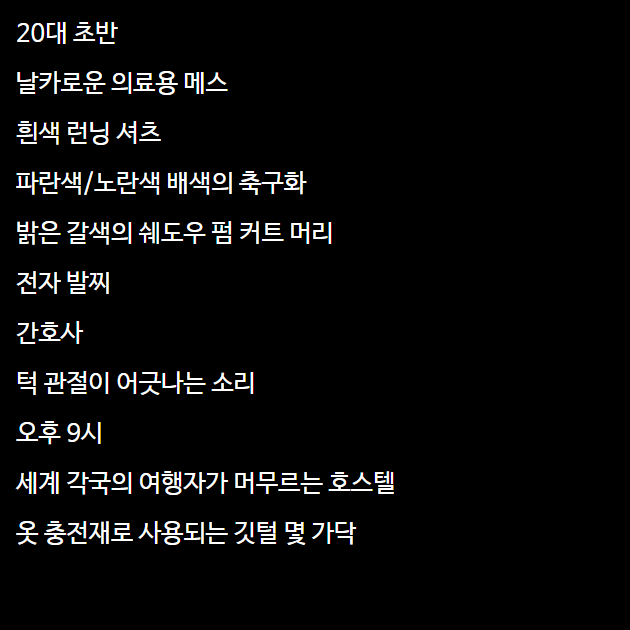 20대 초반
날카로운 의료용 메스
흰색 런닝 셔츠
파란색/노란색 배색의 축구화
밝은 갈색의 쉐도우 펌 커트 머리
전자 발찌
간호사
턱 관절이 어긋나는 소리
오후 9시
세계 각국의 여행자가 머무르는 호스텔
옷 충전재로 사용되는 깃털 몇 가닥